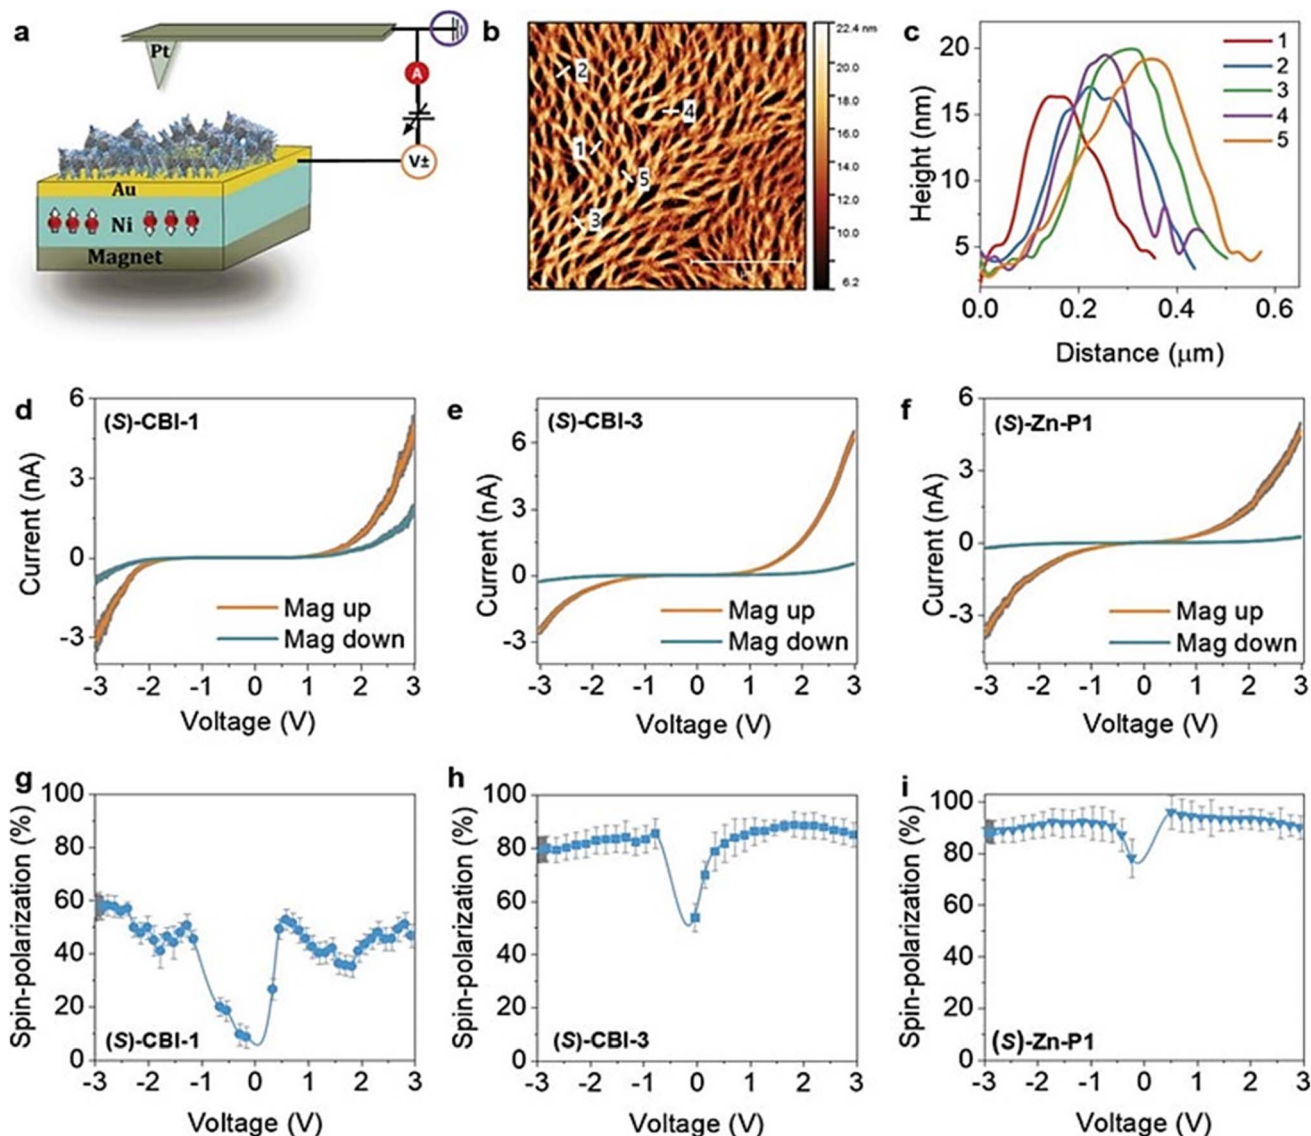 a
Pt
A
V±
Au
Ni
Magnet
b
2
4
1
5
3
22.4 nm
20.0
18.0
16.0
14.0
12.0
10.0
6.2
c
Height (nm)
20
15
10
5
0.0 0.2 0.4 0.6
Distance (μm)
1
2
3
4
5
d
(S)-CBI-1
Current (nA)
6
3
0
-3
Mag up
Mag down
-3 -2 -1 0 1 2 3
Voltage (V)
e
(S)-CBI-3
Current (nA)
6
3
0
-3
Mag up
Mag down
-3 -2 -1 0 1 2 3
Voltage (V)
f
(S)-Zn-P1
Current (nA)
6
3
0
-3
Mag up
Mag down
-3 -2 -1 0 1 2 3
Voltage (V)
g
Spin-polarization (%)
100
80
60
40
20
0
(S)-CBI-1
-3 -2 -1 0 1 2 3
Voltage (V)
h
Spin-polarization (%)
100
80
60
40
20
0
(S)-CBI-3
-3 -2 -1 0 1 2 3
Voltage (V)
i
Spin-polarization (%)
100
80
60
40
20
0
(S)-Zn-P1
-3 -2 -1 0 1 2 3
Voltage (V)